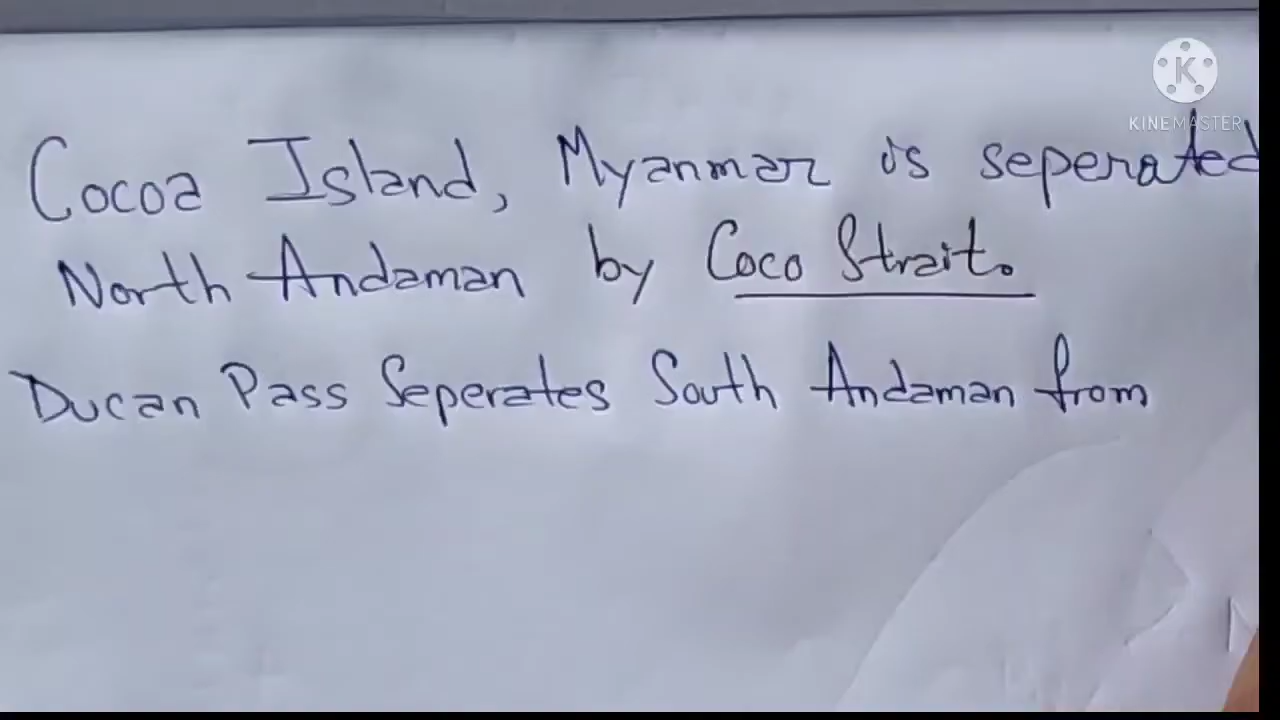 KINEMASTER
Cocoa Island, Myanmar is seperated
North Andaman by Coco Strait.
Ducan Pass Seperates South Andaman from